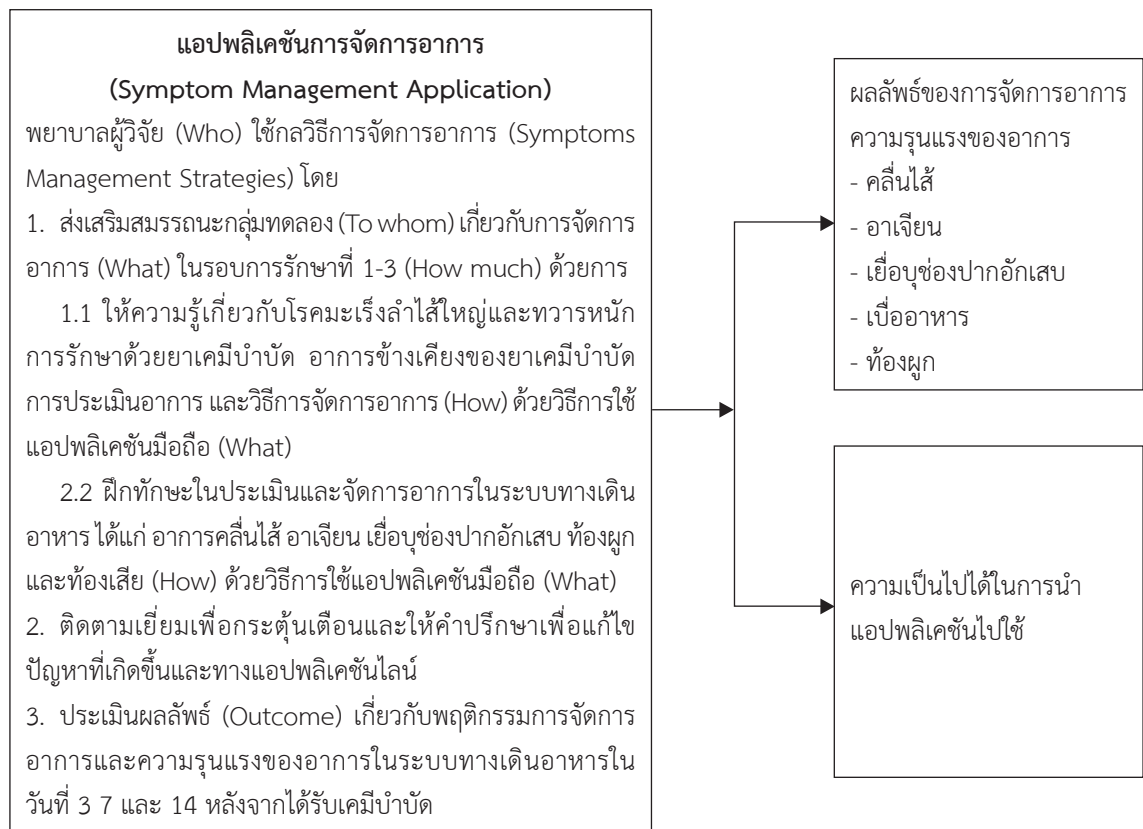 แอปพลิเคชันการจัดการอาการ
(Symptom Management Application)
พยาบาลผู้วิจัย (Who) ใช้กลวิธีการจัดการอาการ (Symptoms
Management Strategies) โดย
1. ส่งเสริมสมรรถนะกลุ่มทดลอง (To whom) เกี่ยวกับการจัดการ
อาการ (What) ในรอบการรักษาที่ 1-3 (How much) ด้วยการ
1.1 ให้ความรู้เกี่ยวกับโรคมะเร็งลำไส้ใหญ่และทวารหนัก
การรักษาด้วยยาเคมีบำบัด อาการข้างเคียงของยาเคมีบำบัด
การประเมินอาการ และวิธีการจัดการอาการ (How) ด้วยวิธีการใช้
แอปพลิเคชันมือถือ (What)
2.2 ฝึกทักษะในประเมินและจัดการอาการในระบบทางเดิน
อาหาร ได้แก่ อาการคลื่นไส้ อาเจียน เยื่อบุช่องปากอักเสบ ท้องผูก
และท้องเสีย (How) ด้วยวิธีการใช้แอปพลิเคชันมือถือ (What)
2. ติดตามเยี่ยมเพื่อกระตุ้นเตือนและให้คำปรึกษาเพื่อแก้ไข
ปัญหาที่เกิดขึ้นและทางแอปพลิเคชันไลน์
3. ประเมินผลลัพธ์ (Outcome) เกี่ยวกับพฤติกรรมการจัดการ
อาการและความรุนแรงของอาการในระบบทางเดินอาหารใน
วันที่ 3 7 และ 14 หลังจากได้รับเคมีบำบัด
ผลลัพธ์ของการจัดการอาการ
ความรุนแรงของอาการ
- คลื่นไส้
- อาเจียน
- เยื่อบุช่องปากอักเสบ
- เบื่ออาหาร
- ท้องผูก
ความเป็นไปได้ในการนำ
แอปพลิเคชันไปใช้